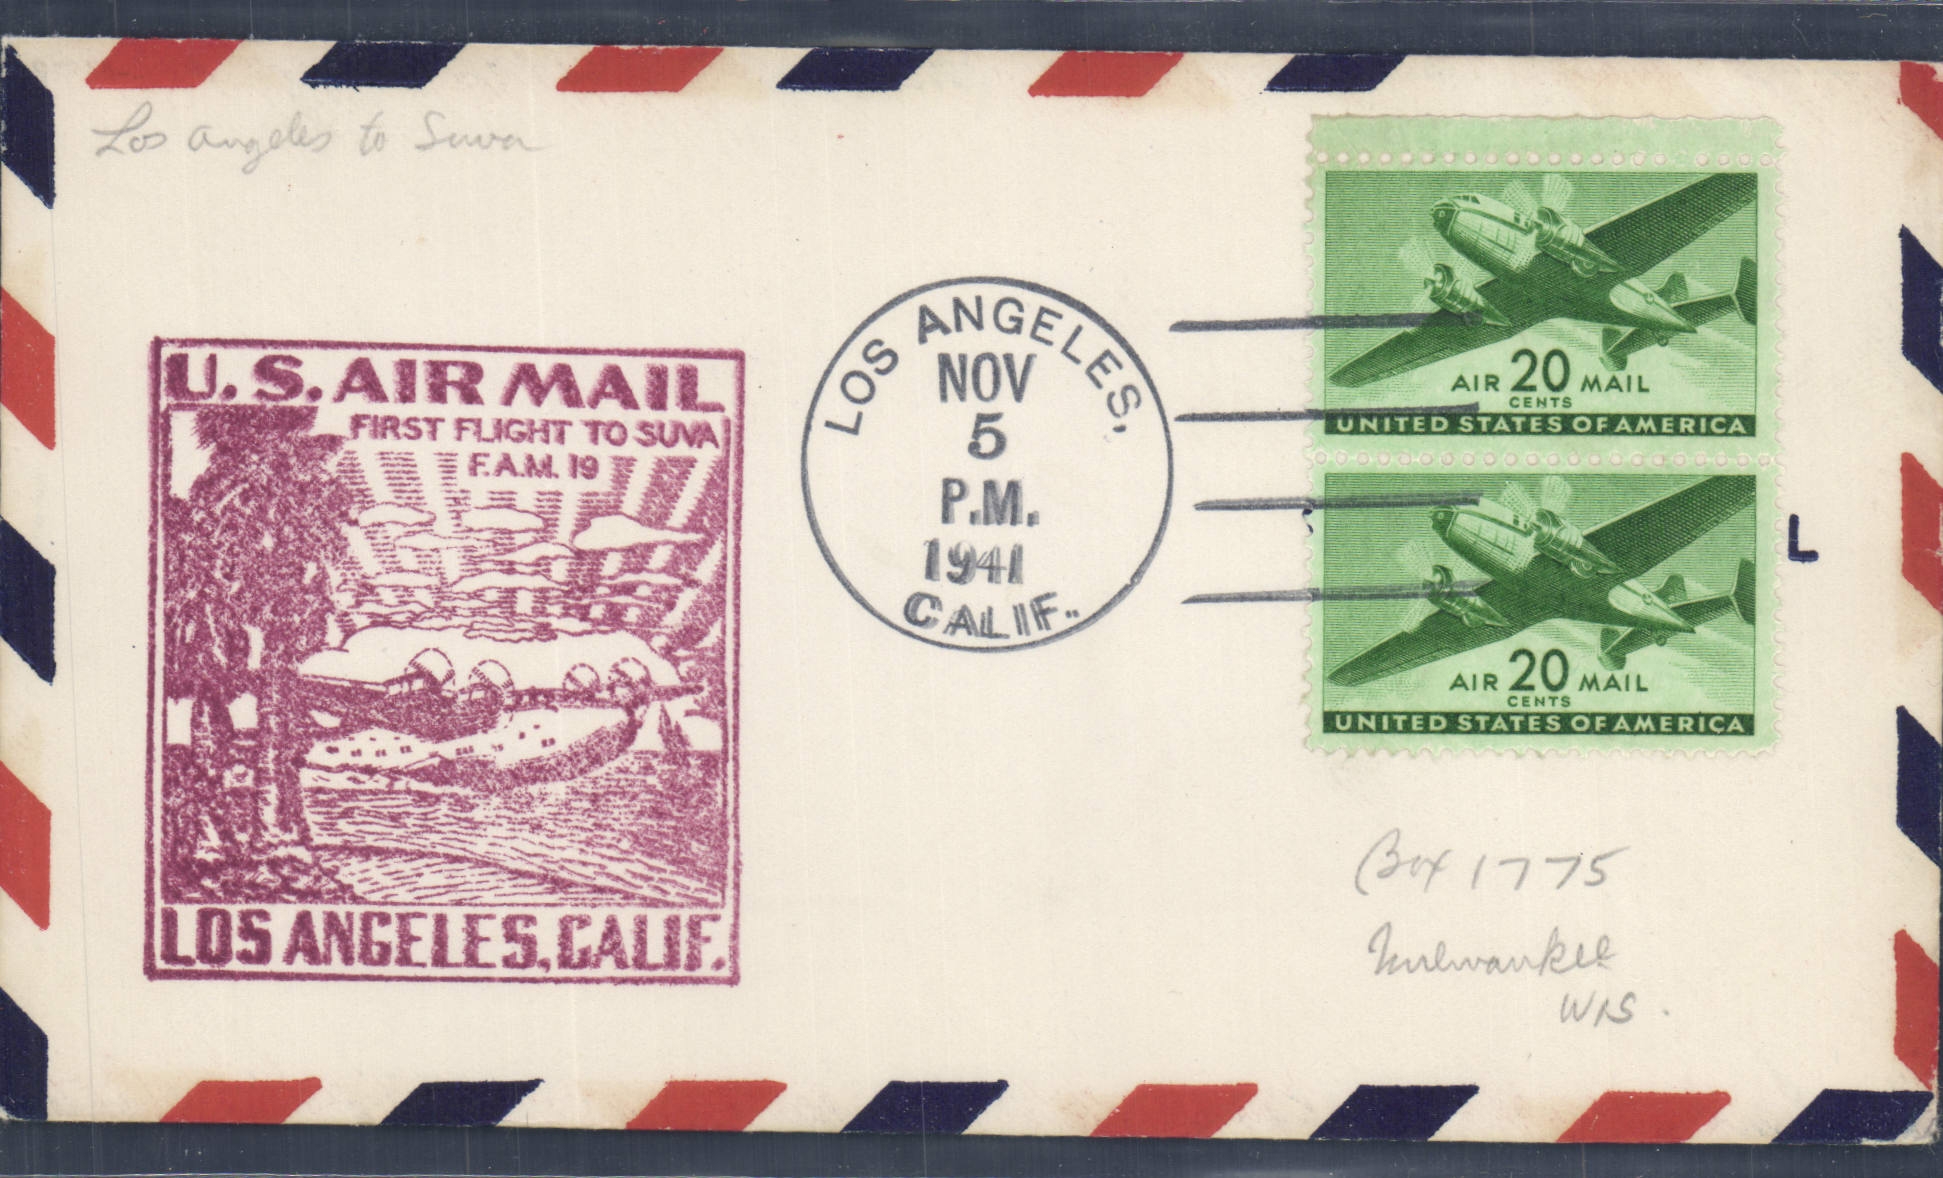 Los Angeles to Suva
U.S. AIR MAIL
FIRST FLIGHT TO SUVA
F.A.M. 19
LOS ANGELES, CALIF.
LOS ANGELES,
NOV
5
P.M.
1941
CALIF.
AIR 20 MAIL
CENTS
UNITED STATES OF AMERICA
AIR 20 MAIL
CENTS
UNITED STATES OF AMERICA
L
Box 1775
Milwaukee
WIS.